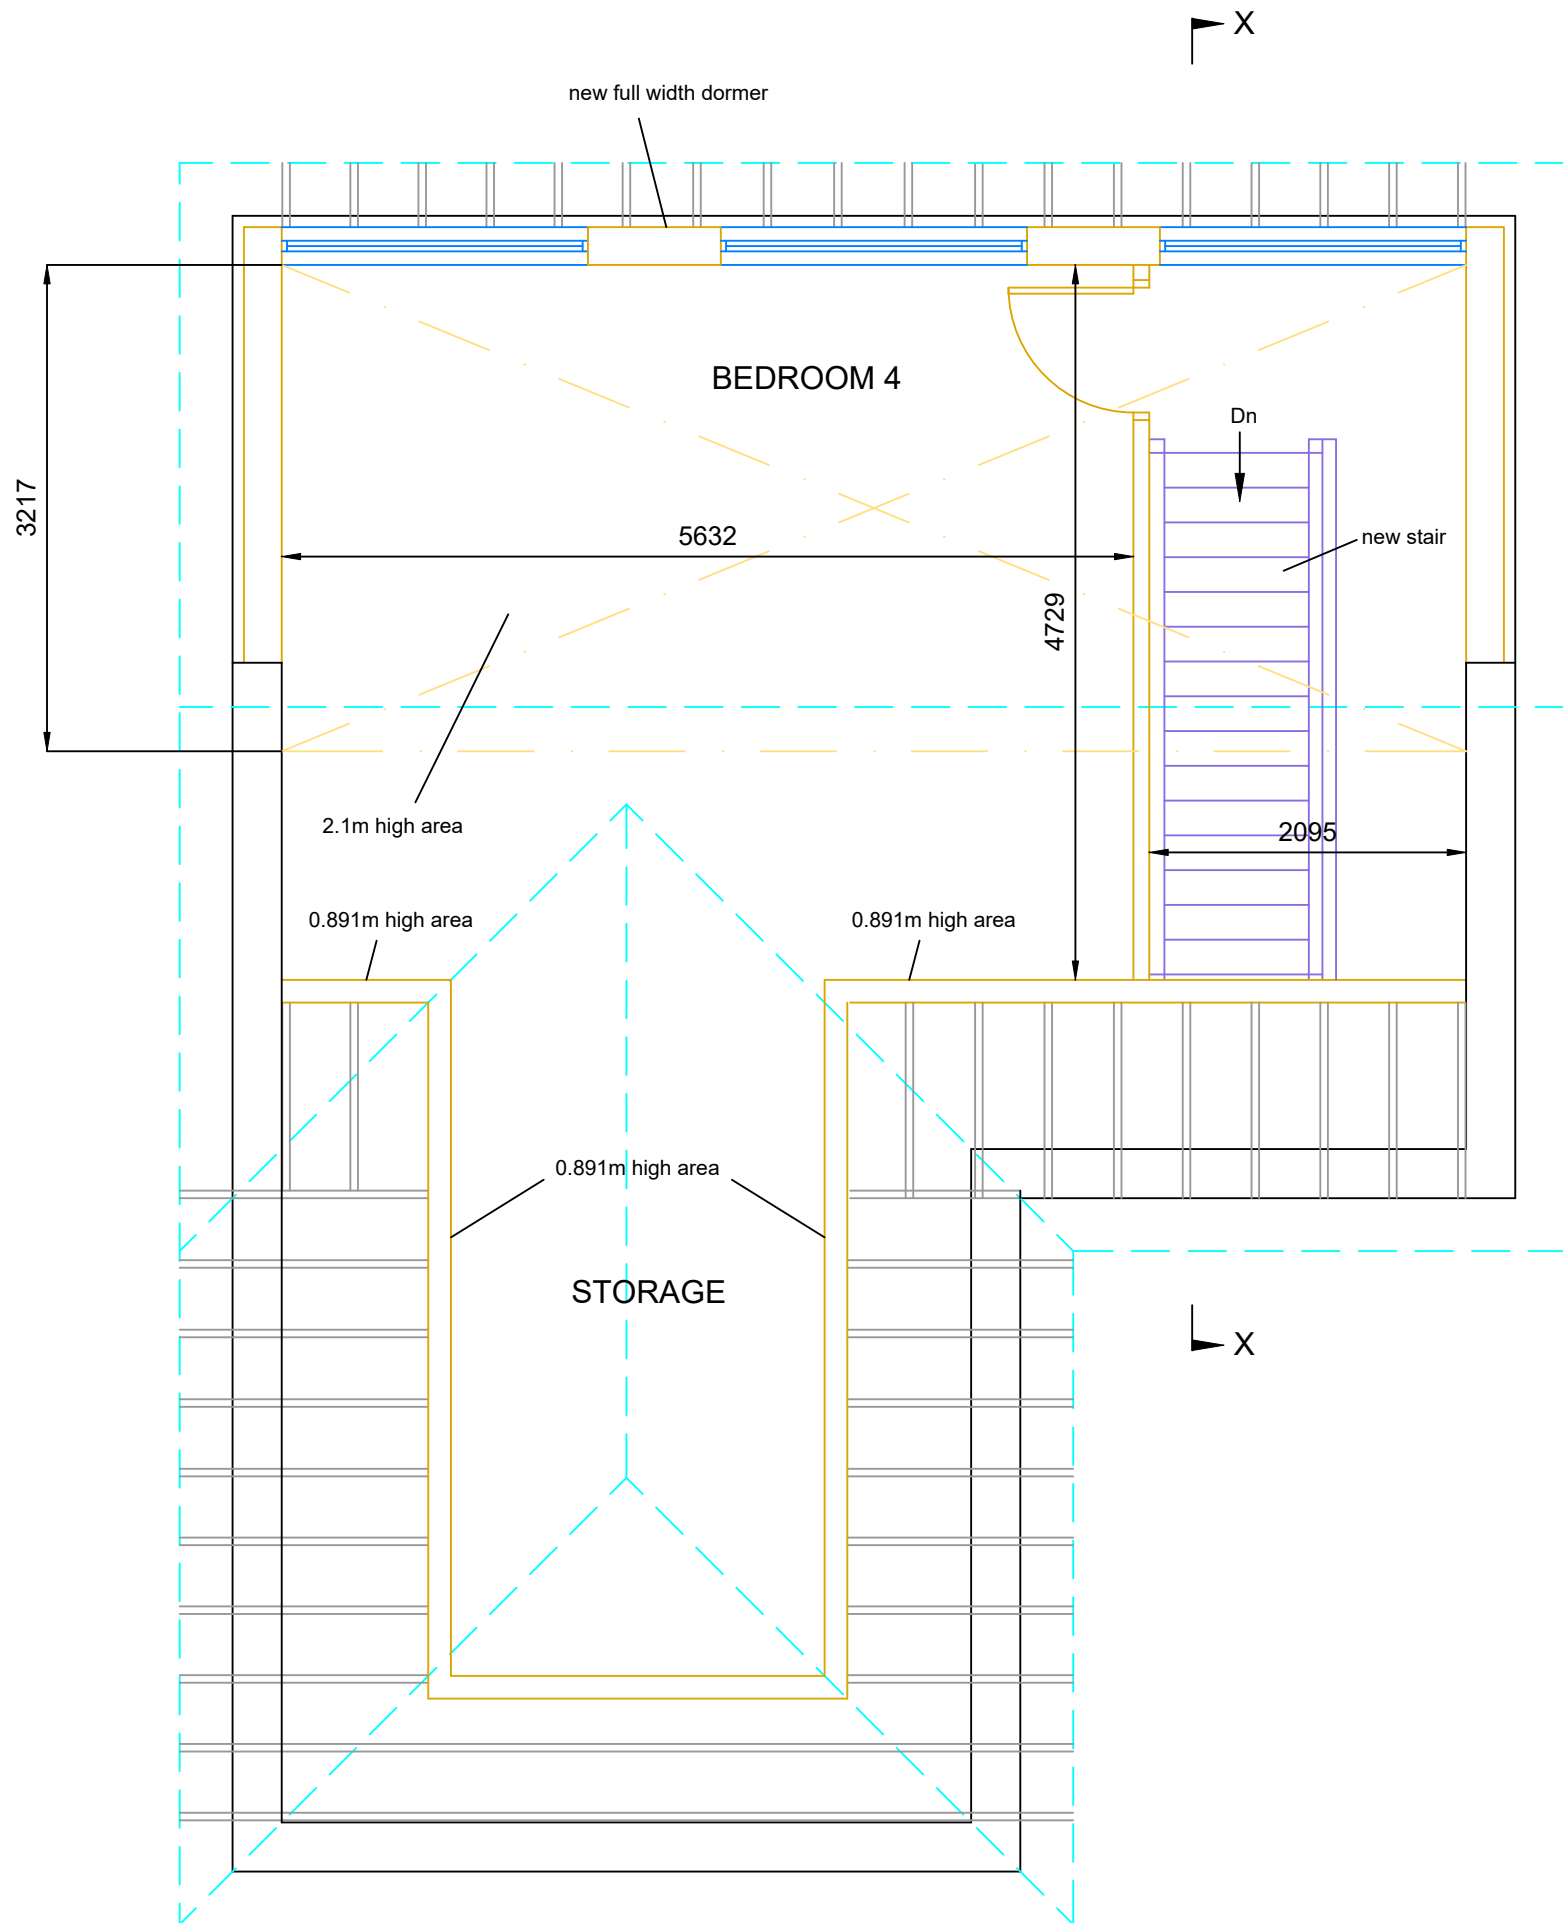 X
new full width dormer
BEDROOM 4
Dn
3217
5632
new stair
4729
2.1m high area
2095
0.891m high area
0.891m high area
0.891m high area
STORAGE
X